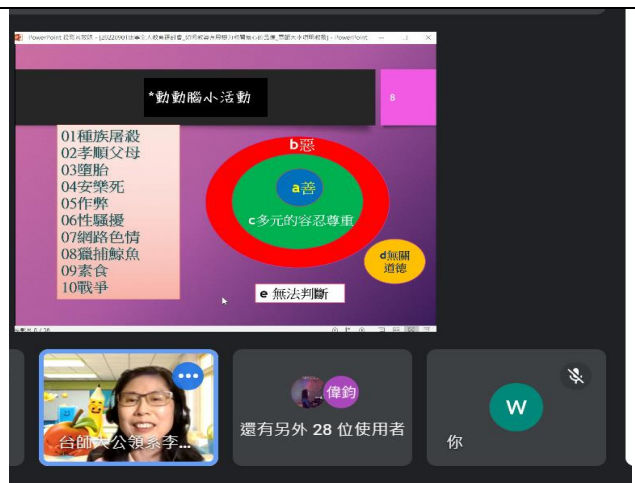 *動動腦小活動
8
01種族屠殺
02孝順父母
03墮胎
04安樂死
05作弊
06性騷擾
07網路色情
08獵捕鯨魚
09素食
10戰爭
b惡
a善
c多元的容忍尊重
d無關
道德
e 無法判斷
台師大公領系李...
偉鈞
還有另外 28 位使用者
W
你